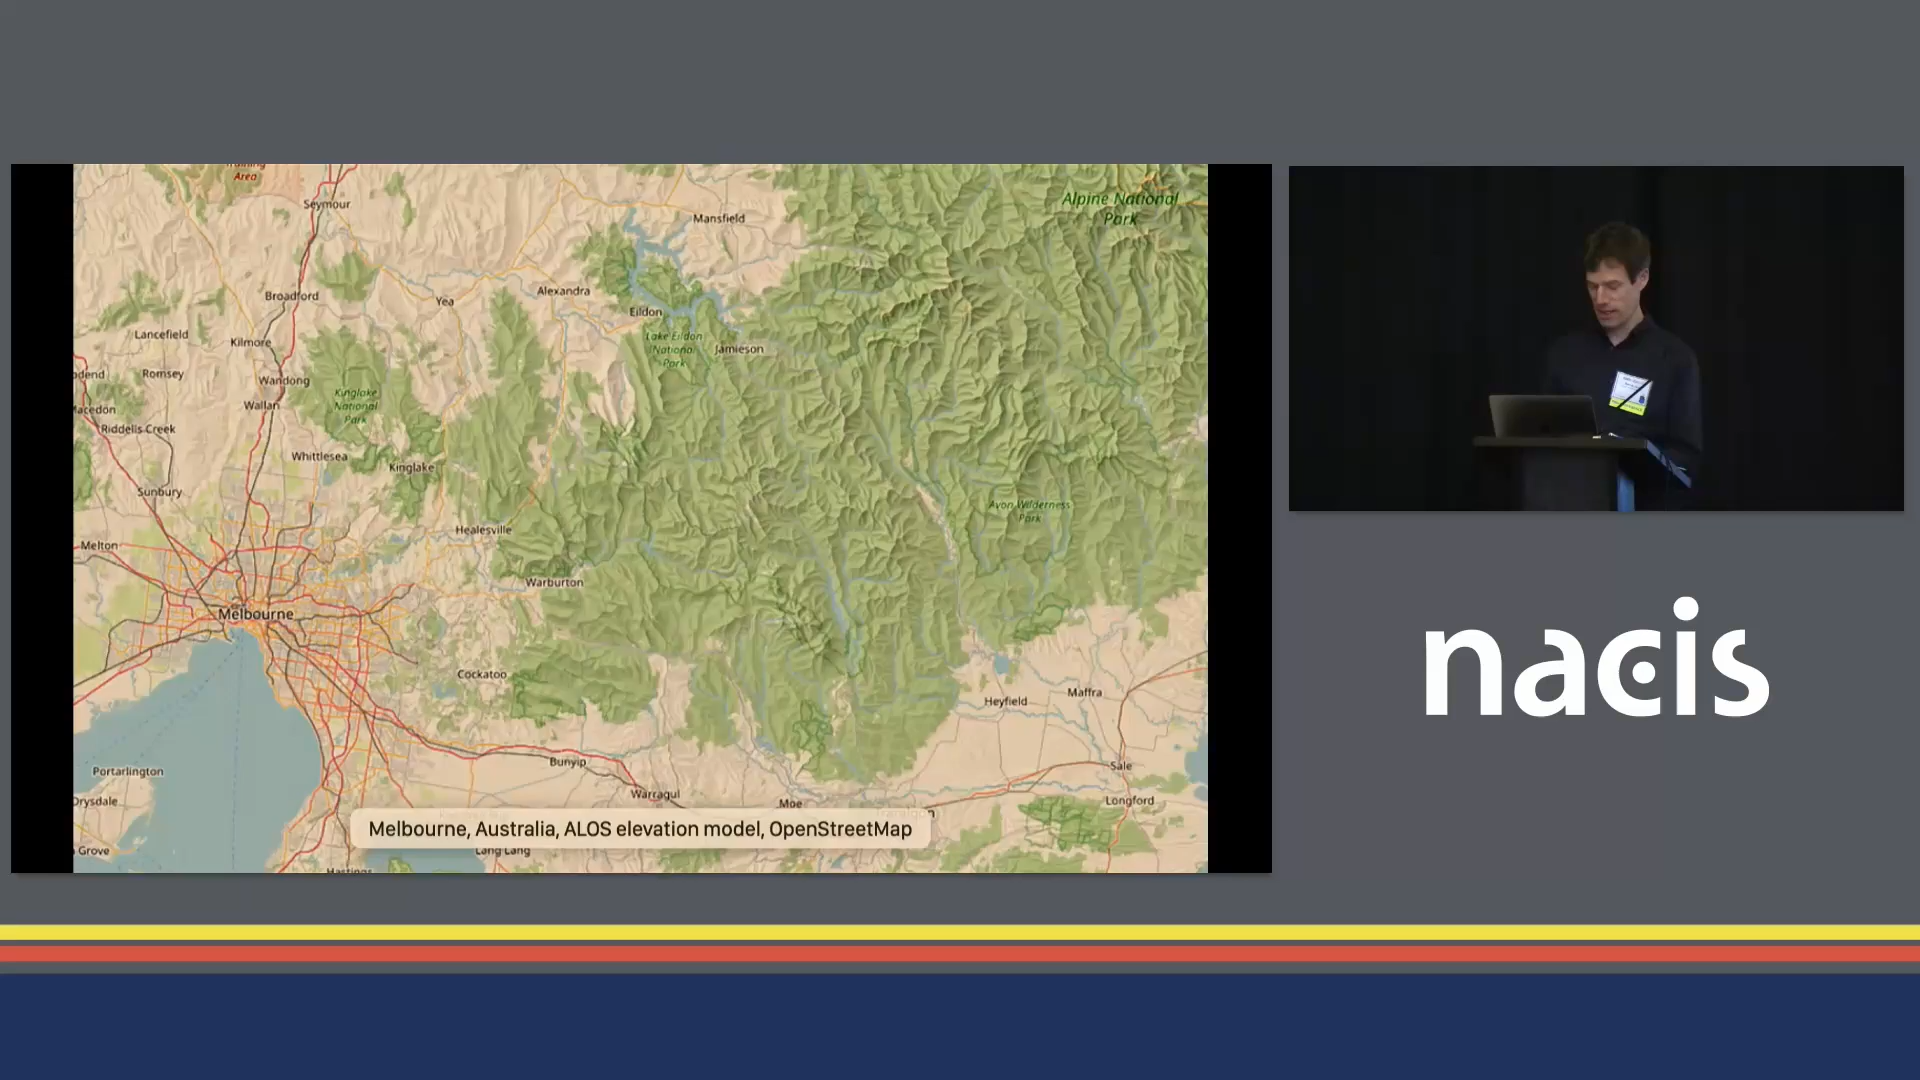 Area
Seymour
Mansfield
Alpine National
Park
Broadford
Yea
Alexandra
Eildon
Lancefield
Kilmore
Lake Eildon
National
Park
Jamieson
Romsey
Wandong
Kinglake
National
Park
Wallan
Riddells Creek
Whittlesea
Kinglake
Sunbury
Avon Wilderness
Park
Healesville
Melton
Warburton
Melbourne
Cockatoo
Heyfield
Maffra
Bunyip
Sale
Portarlington
Warragul
Moe
Longford
Drysdale
Melbourne, Australia, ALOS elevation model, OpenStreetMap
Grove
Lang Lang
Hastings
nacis